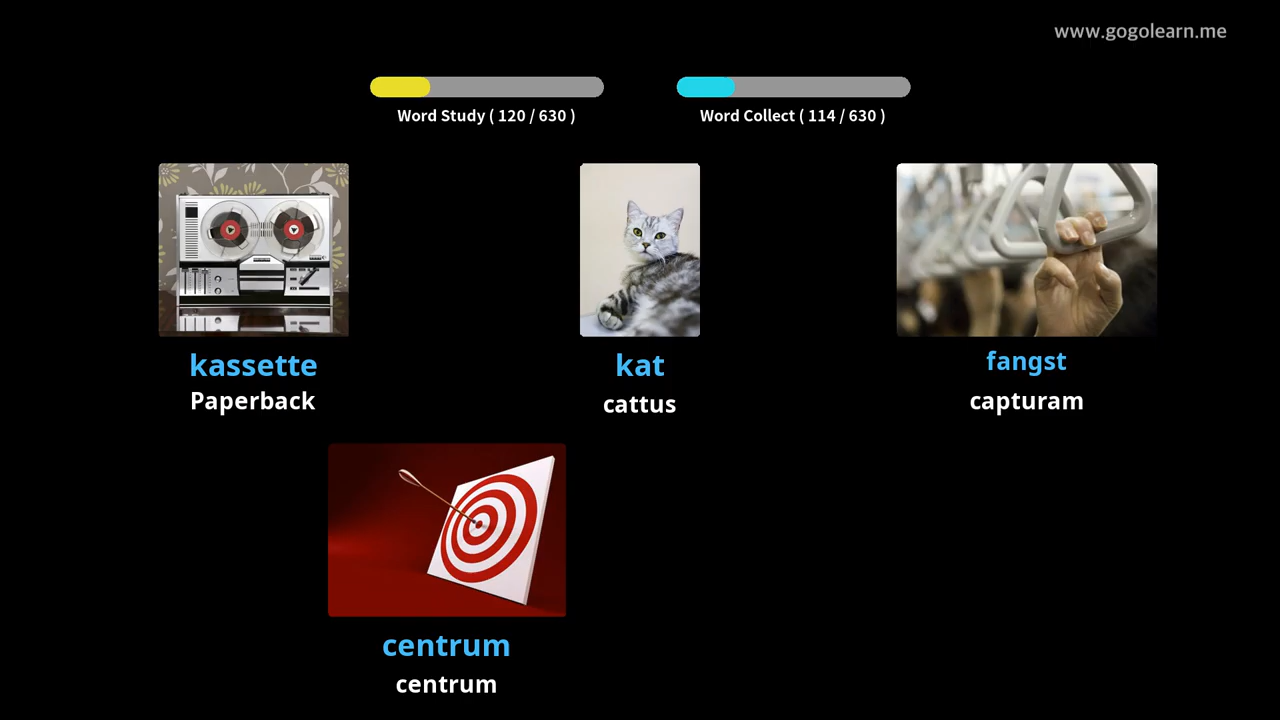 www.gogolearn.me
Word Study ( 120 / 630 )
Word Collect ( 114 / 630 )
kassette
Paperback
kat
cattus
fangst
capturam
centrum
centrum